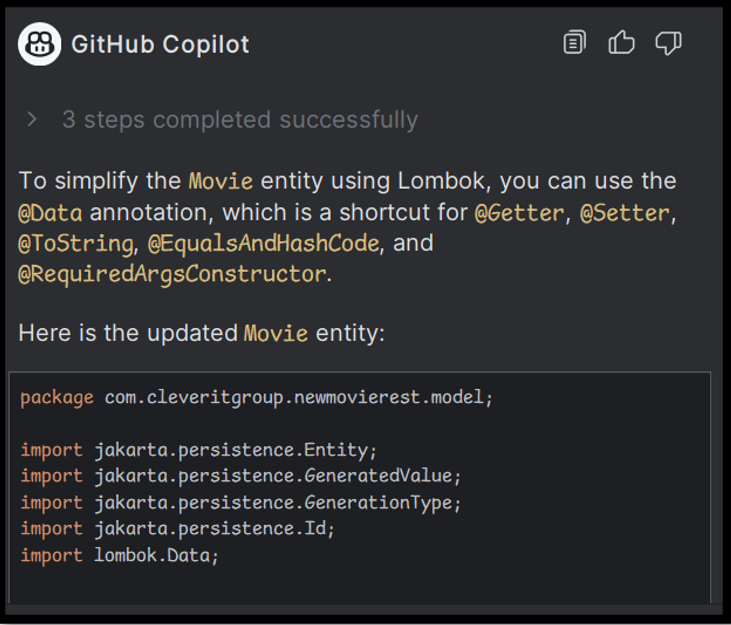 GitHub Copilot
3 steps completed successfully
To simplify the Movie entity using Lombok, you can use the
@Data annotation, which is a shortcut for @Getter, @Setter,
@ToString, @EqualsAndHashCode, and
@RequiredArgsConstructor.
Here is the updated Movie entity:
package com.cleveritgroup.newmovierest.model;
import jakarta.persistence.Entity;
import jakarta.persistence.GeneratedValue;
import jakarta.persistence.GenerationType;
import jakarta.persistence.Id;
import lombok.Data;